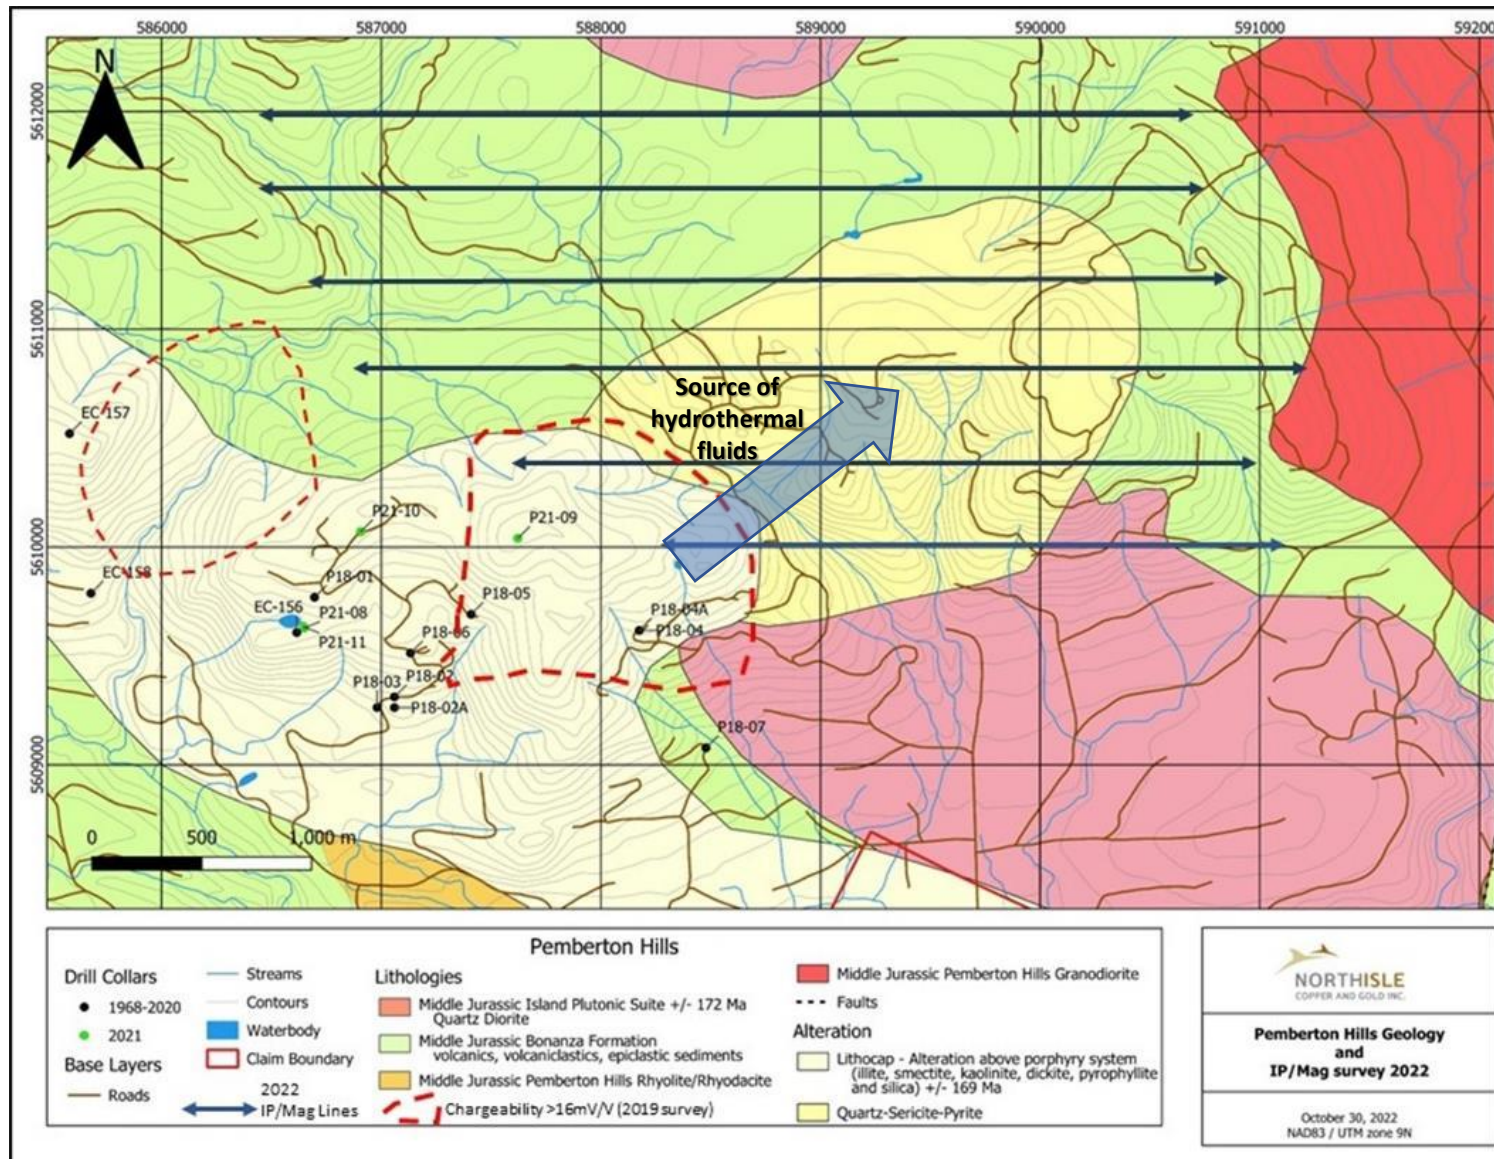 586000
587000
588000
589000
590000
591000
592000
5612000
5611000
5610000
5609000
N
Source of
hydrothermal
fluids
EC-157
EC-158
P21-10
P21-09
P18-01
P18-05
EC-156
P21-08
P21-11
P18-06
P18-04A
P18-04
P18-03
P18-02
P18-02A
P18-07
0 500 1,000 m
Pemberton Hills
Drill Collars
1968-2020
2021
Base Layers
Roads
Streams
Contours
Waterbody
Claim Boundary
2022
IP/Mag Lines
Lithologies
Middle Jurassic Island Plutonic Suite +/- 172 Ma
Quartz Diorite
Middle Jurassic Bonanza Formation
volcanics, volcaniclastics, epiclastic sediments
Middle Jurassic Pemberton Hills Rhyolite/Rhyodacite
Chargeability >16mV/V (2019 survey)
Middle Jurassic Pemberton Hills Granodiorite
Faults
Alteration
Lithocap - Alteration above porphyry system
(illite, smectite, kaolinite, dickite, pyrophyllite
and silica) +/- 169 Ma
Quartz-Sericite-Pyrite
NORTHISLE
COPPER AND GOLD INC.
Pemberton Hills Geology
and
IP/Mag survey 2022
October 30, 2022
NAD83 / UTM zone 9N